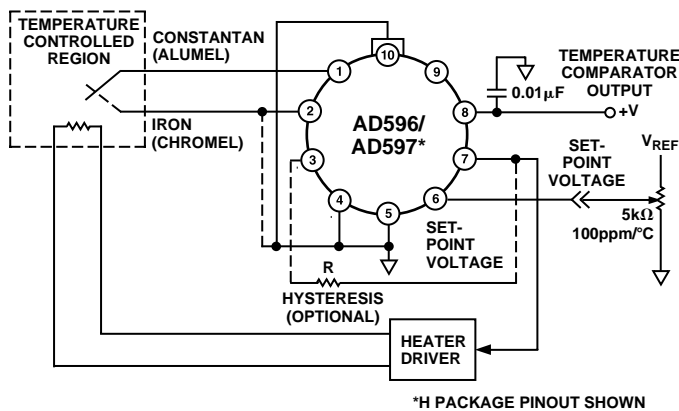 TEMPERATURE
CONTROLLED
REGION
CONSTANTAN
(ALUMEL)
IRON
(CHROMEL)
10
1
9
2
8
3
7
4
6
5
AD596/
AD597*
0.01µF
TEMPERATURE
COMPARATOR
OUTPUT
+V
SET-
POINT
VOLTAGE
VREF
5kΩ
100ppm/°C
SET-
POINT
VOLTAGE
R
HYSTERESIS
(OPTIONAL)
HEATER
DRIVER
*H PACKAGE PINOUT SHOWN